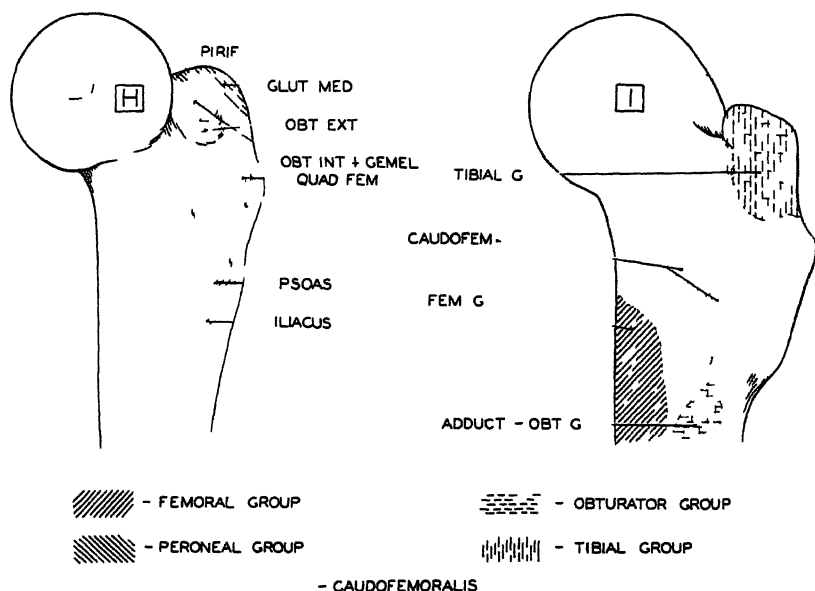 PIRIF
H
GLUT MED
OBT EXT
OBT INT + GEMEL
QUAD FEM
PSOAS
ILIACUS
I
TIBIAL G
CAUDOFEM -
FEM G
ADDUCT - OBT G
- FEMORAL GROUP
- PERONEAL GROUP
- OBTURATOR GROUP
- TIBIAL GROUP
- CAUDOFEMORALIS